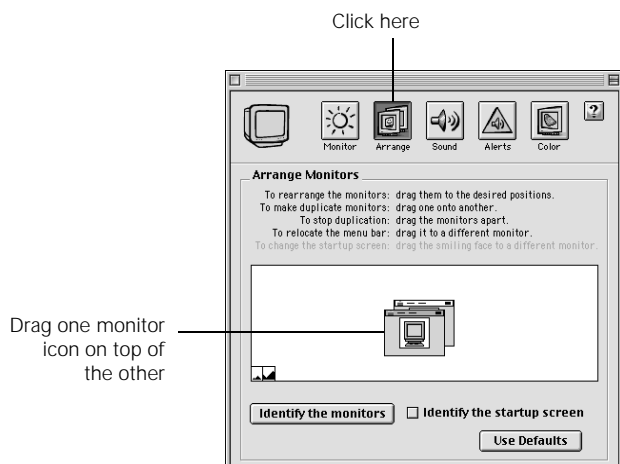 Click here
?
Monitor Arrange Sound Alerts Color
Arrange Monitors
To rearrange the monitors: drag them to the desired positions.
To make duplicate monitors: drag one onto another.
To stop duplication: drag the monitors apart.
To relocate the menu bar: drag it to a different monitor.
To change the startup screen: drag the smiling face to a different monitor.
Drag one monitor
icon on top of
the other
Identify the monitors Identify the startup screen
Use Defaults